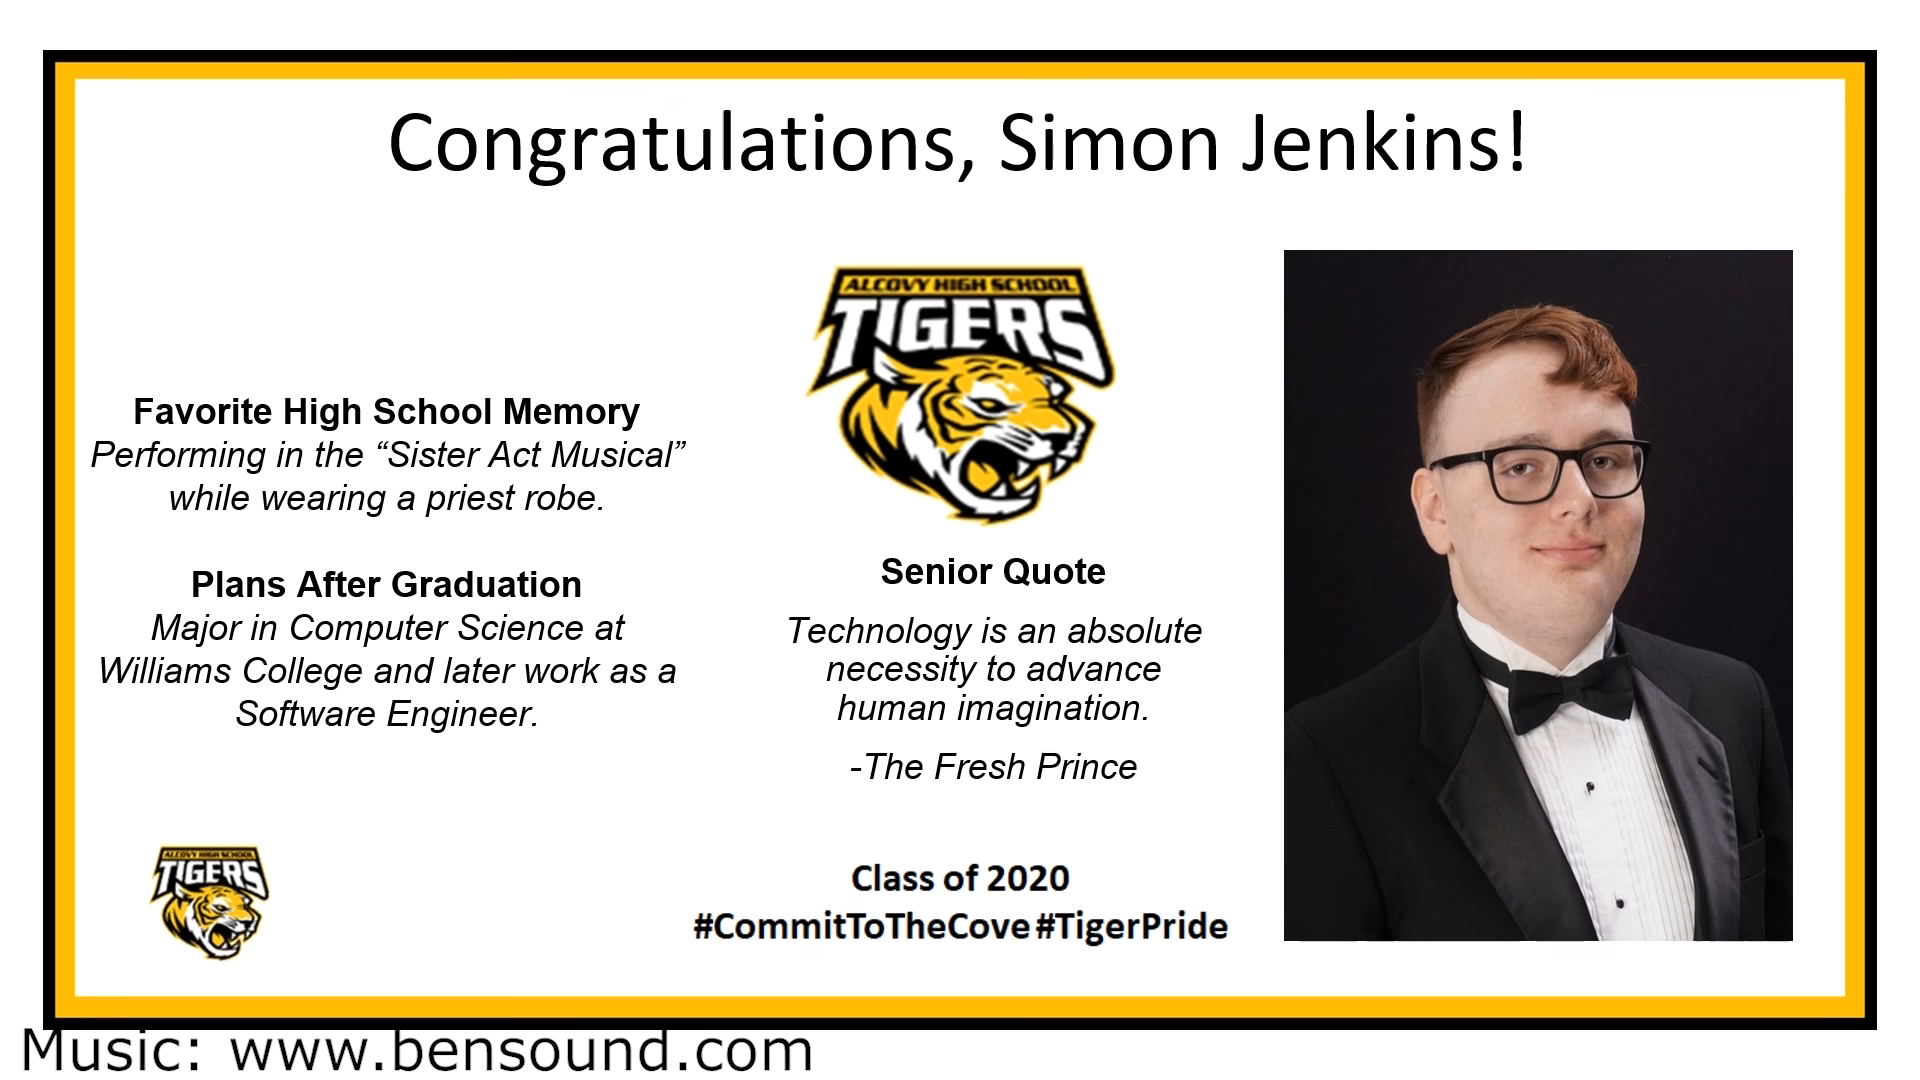 Congratulations, Simon Jenkins!
ALCOVY HIGH SCHOOL
TIGERS
Favorite High School Memory
Performing in the “Sister Act Musical”
while wearing a priest robe.
Plans After Graduation
Major in Computer Science at
Williams College and later work as a
Software Engineer.
Senior Quote
Technology is an absolute
necessity to advance
human imagination.
-The Fresh Prince
ALCOVY HIGH SCHOOL
TIGERS
Class of 2020
#CommitToTheCove #TigerPride
Music: www.bensound.com